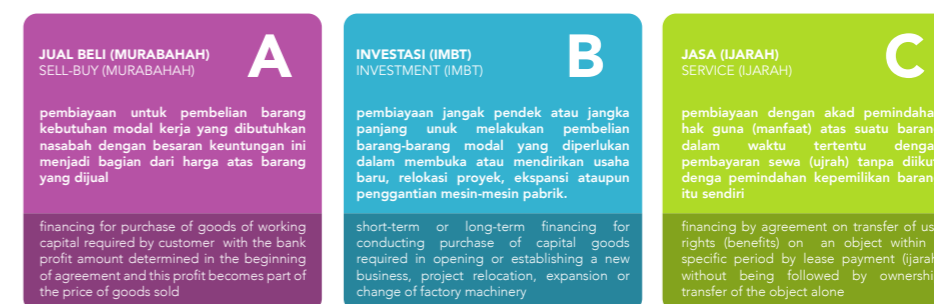 JUAL BELI (MURABAHAH)
SELL-BUY (MURABAHAH)
A
pembiayaan untuk pembelian barang
kebutuhan modal kerja yang dibutuhkan
nasabah dengan besaran keuntungan ini
menjadi bagian dari harga atas barang
yang dijual
financing for purchase of goods of working
capital required by customer with the bank
profit amount determined in the beginning
of agreement and this profit becomes part of
the price of goods sold
INVESTASI (IMBT)
INVESTMENT (IMBT)
B
pembiayaan jangak pendek atau jangka
panjang unuk melakukan pembelian
barang-barang modal yang diperlukan
dalam membuka atau mendirikan usaha
baru, relokasi proyek, ekspansi ataupun
penggantian mesin-mesin pabrik.
short-term or long-term financing for
conducting purchase of capital goods
required in opening or establishing a new
business, project relocation, expansion or
change of factory machinery
JASA (IJARAH)
SERVICE (IJARAH)
C
pembiayaan dengan akad
hak guna (manfaat) atas suatu
dalam waktu tertentu
pembayaran sewa (ujrah) tanpa
denga pemindahan kepemilikan
itu sendiri
financing by agreement on transfer of
rights (benefits) on an object within
specific period by lease payment
without being followed by
transfer of the object alone